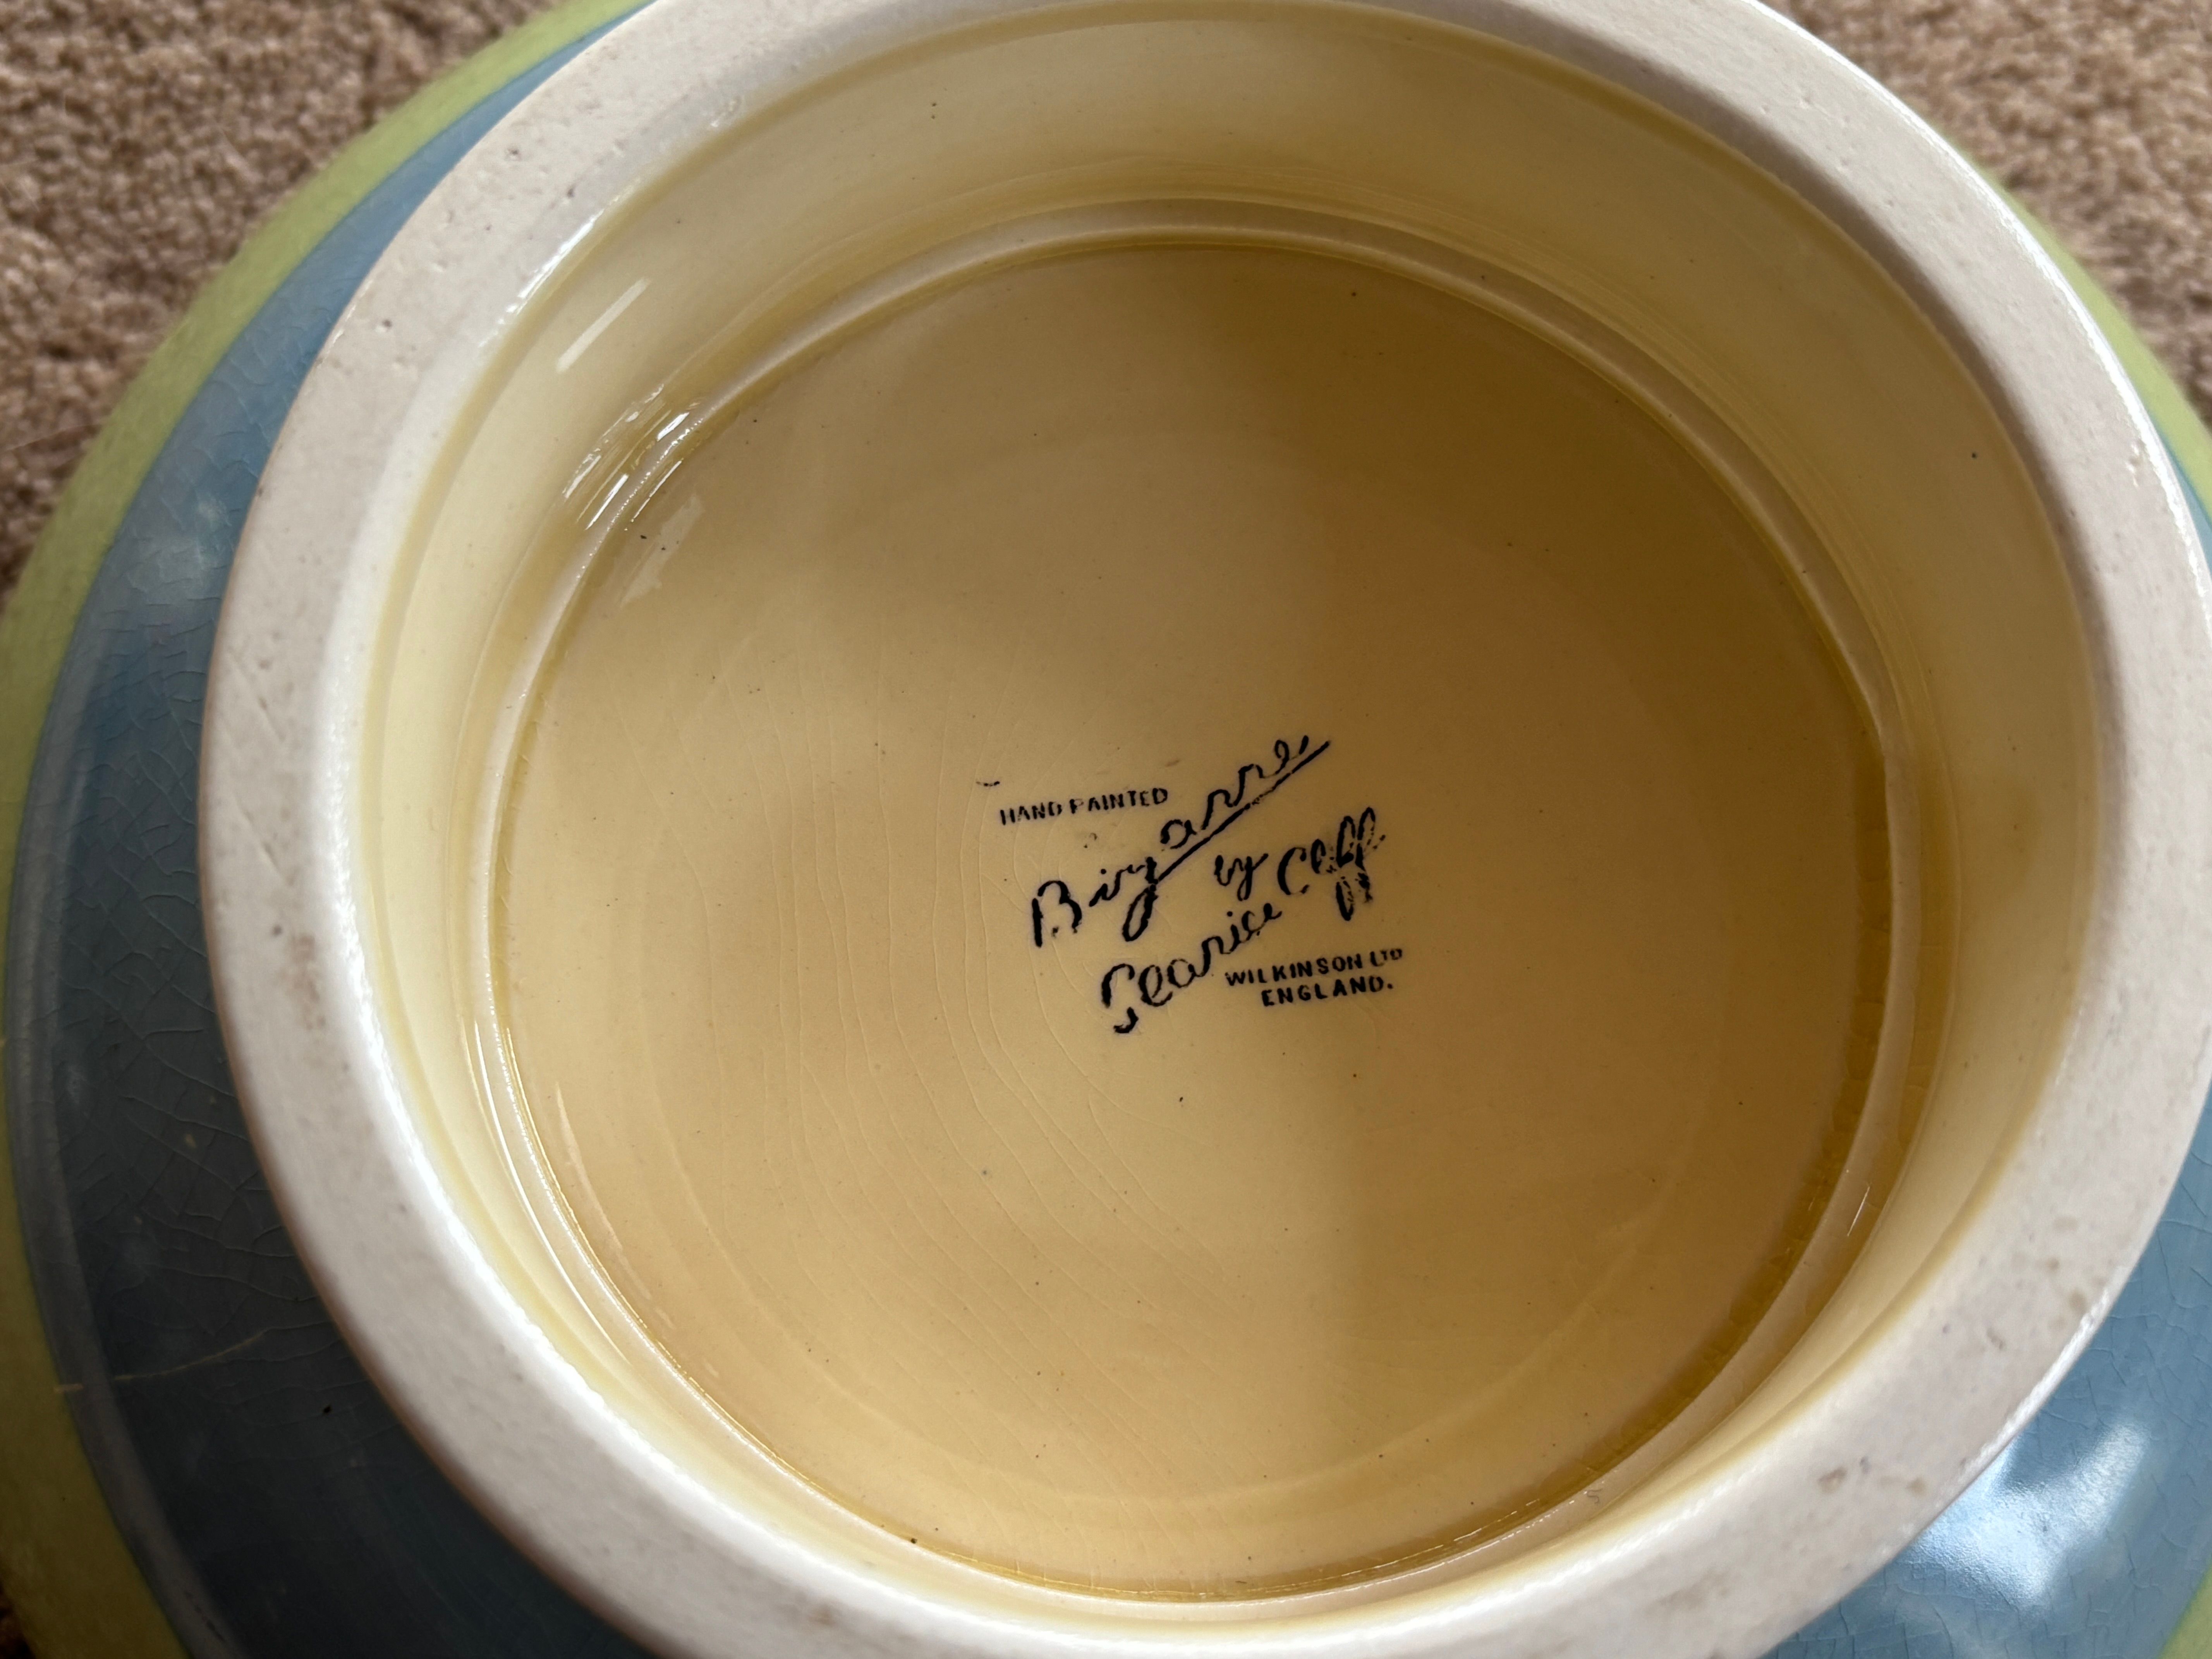 HAND PAINTED
Bizarre
by
Clarice Cliff
WILKINSON LTD
ENGLAND.